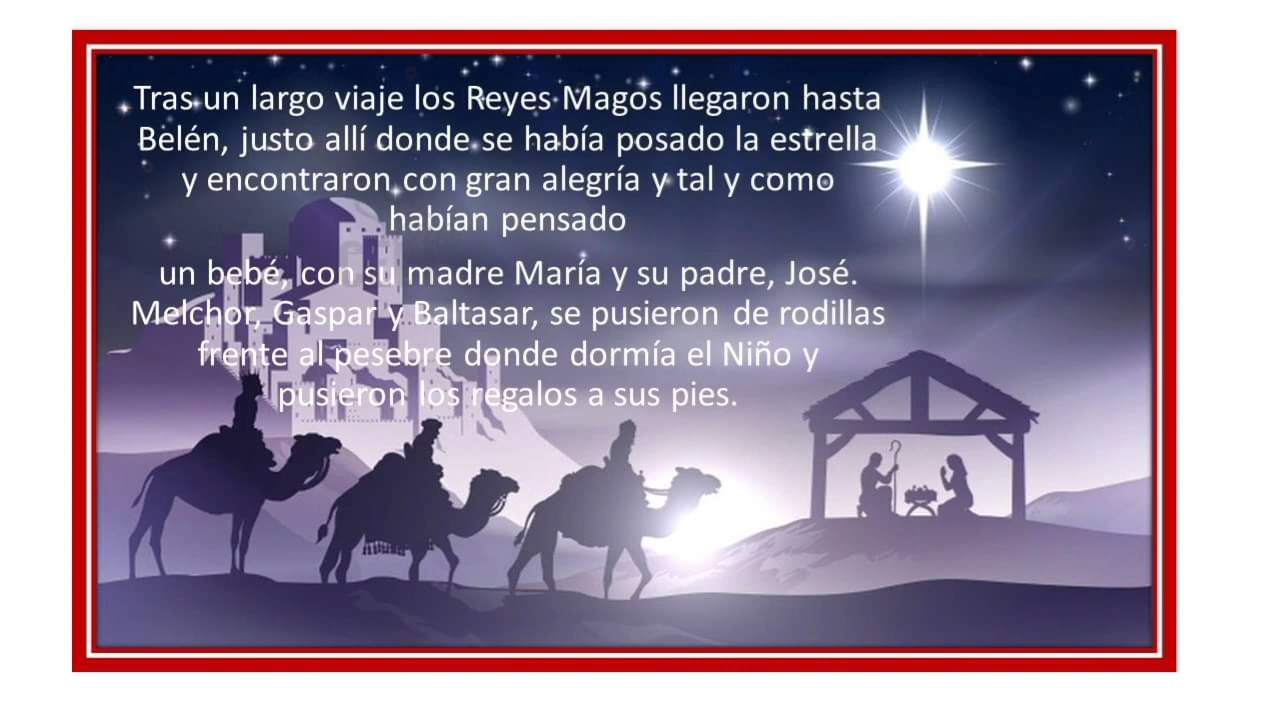 Tras un largo viaje los Reyes Magos llegaron hasta
Belén, justo allí donde se había posado la estrella
y encontraron con gran alegría y tal y como
habían pensado
un bebé, con su madre María y su padre, José.
Melchor, Gaspar y Baltasar, se pusieron de rodillas
frente al pesebre donde dormía el Niño y
pusieron los regalos a sus pies.